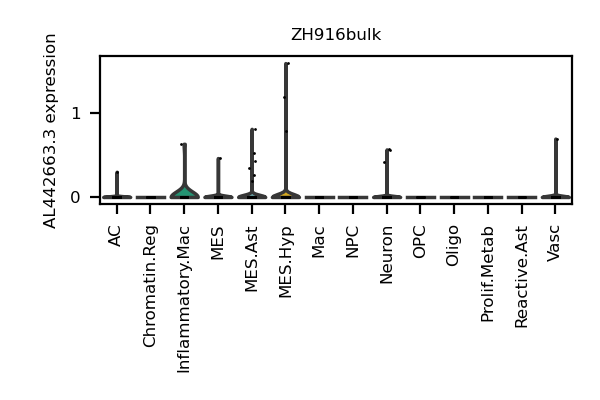 ZH916bulk
AL442663.3 expression
1
0
AC
Chromatin.Reg
Inflammatory.Mac
MES
MES.Ast
MES.Hyp
Mac
NPC
Neuron
OPC
Oligo
Prolif.Metab
Reactive.Ast
Vasc